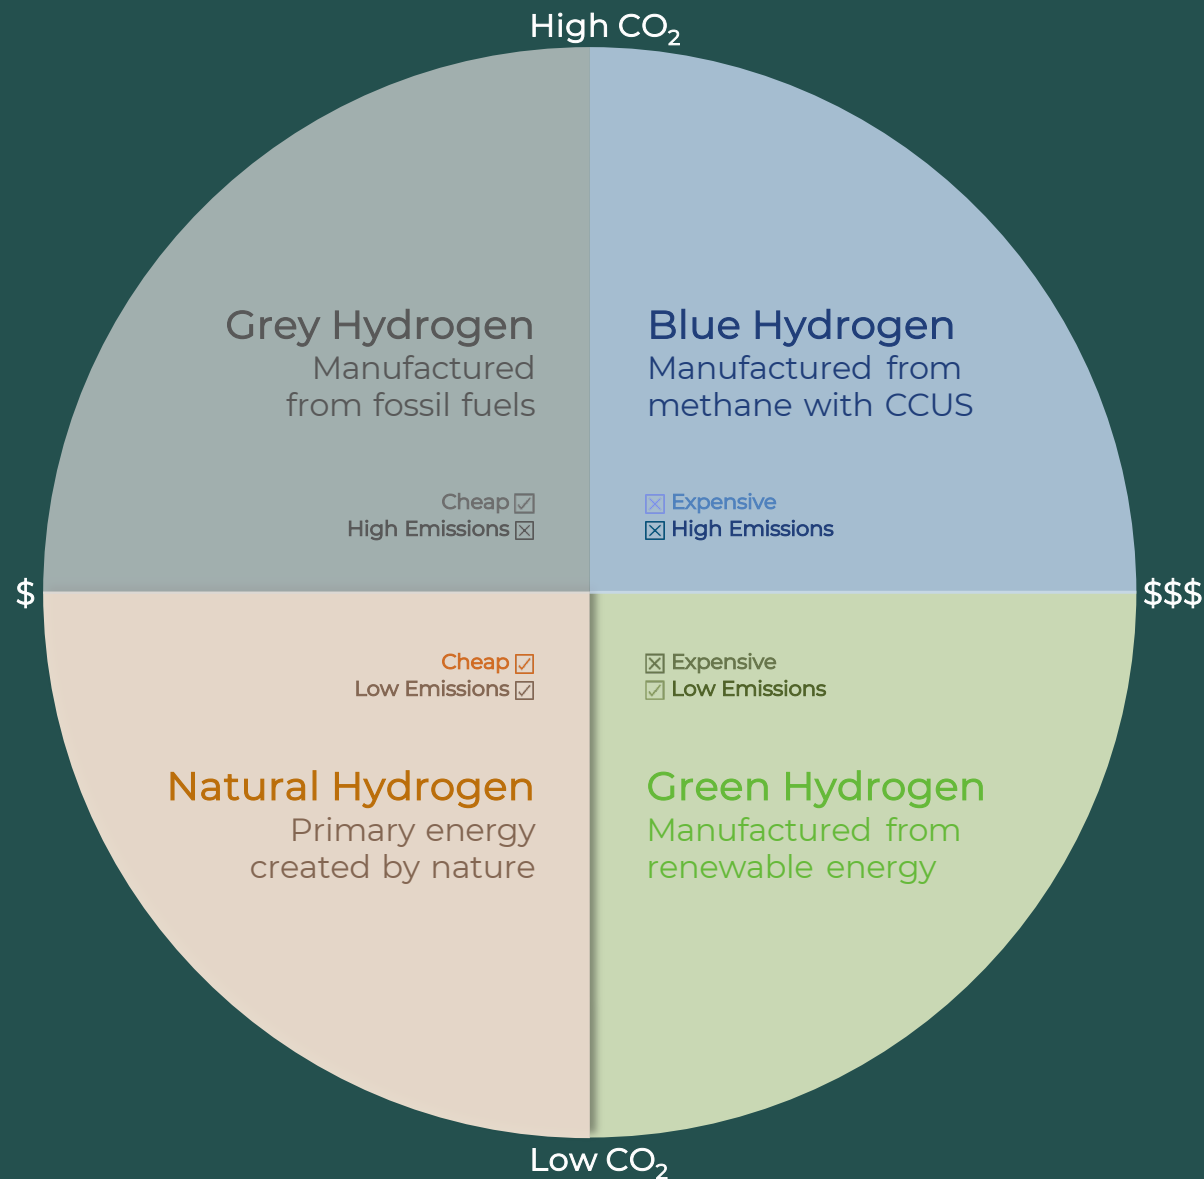 High CO₂
Grey Hydrogen
Manufactured
from fossil fuels
Cheap ☑
High Emissions ☒
Blue Hydrogen
Manufactured from
methane with CCUS
☒ Expensive
☒ High Emissions
$
$$$
Cheap ☑
Low Emissions ☑
Natural Hydrogen
Primary energy
created by nature
☒ Expensive
☑ Low Emissions
Green Hydrogen
Manufactured from
renewable energy
Low CO₂